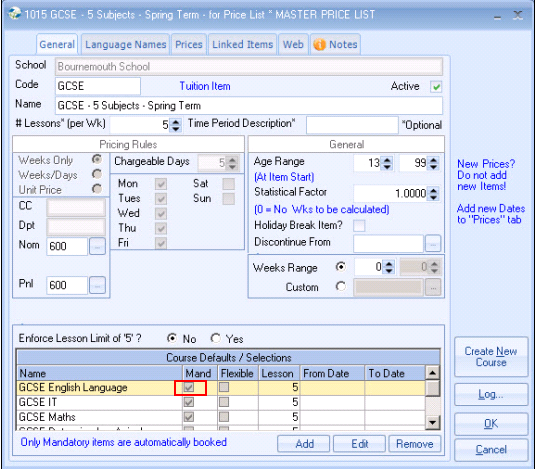 1015 GCSE - 5 Subjects - Spring Term - for Price List * MASTER PRICE LIST
General Language Names Prices Linked Items Web Notes
School Bournemouth School
Code GCSE Tuition Item Active
Name GCSE - 5 Subjects - Spring Term
# Lessons" (per Wk) 5 Time Period Description" "Optional
Pricing Rules
Weeks Only
Weeks/Days
Unit Price
Chargeable Days 5
Mon Sat
Tues Sun
Wed
Thu
Fri
CC
Dpt
Nom 600
Pnl 600
General
Age Range 13 99
(At Item Start)
Statistical Factor 1.0000
(0 = No Wks to be calculated)
Holiday Break Item?
Discontinue From
Weeks Range 0 0
Custom
New Prices?
Do not add
new Items!
Add new Dates
to "Prices" tab
Enforce Lesson Limit of '5' ? No Yes
Course Defaults / Selections
Name Mand Flexible Lesson From Date To Date
GCSE English Language 5
GCSE IT 5
GCSE Maths 5
Only Mandatory items are automatically booked
Add Edit Remove
Create New
Course
Log...
OK
Cancel